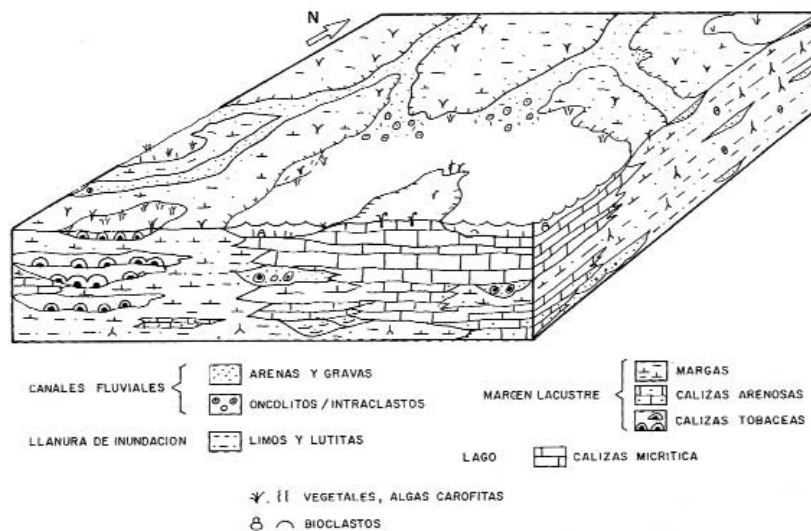 N
CANALES FLUVIALES
ARENAS Y GRAVAS
ONCOLITOS / INTRACLASTOS
LLANURA DE INUNDACION
LIMOS Y LUTITAS
MARGEN LACUSTRE
MARGAS
CALIZAS ARENOSAS
CALIZAS TOBACEAS
LAGO
CALIZAS MICRITICA
VEGETALES, ALGAS CAROFITAS
BIOCLASTOS